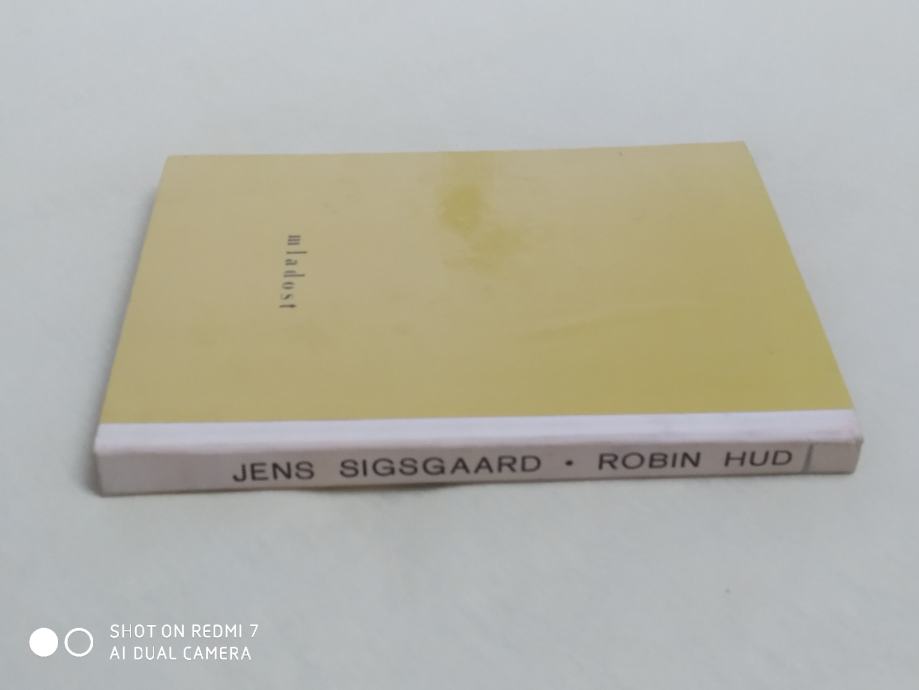 mladost
JENS SIGSGAARD • ROBIN HUD
SHOT ON REDMI 7
AI DUAL CAMERA